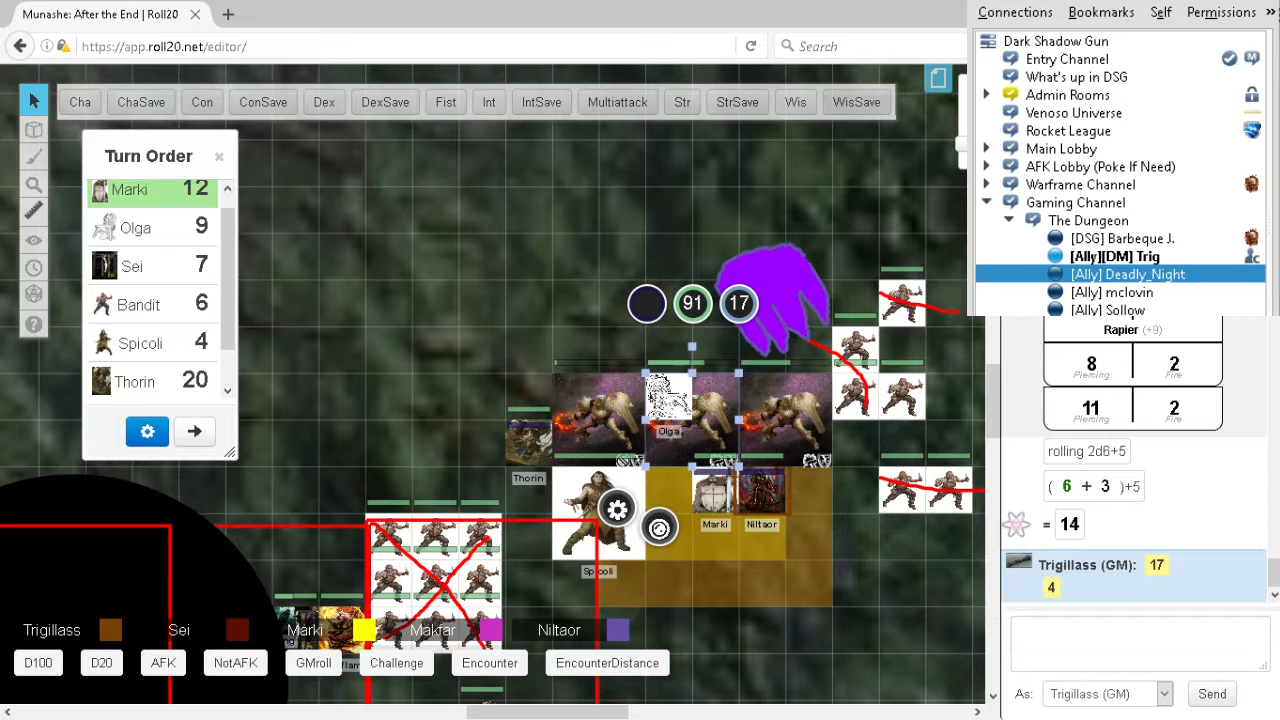 Munashe: After the End | Roll20
https://app.roll20.net/editor/
Search
Connections Bookmarks Self Permissions »
Dark Shadow Gun
Entry Channel
What's up in DSG
Admin Rooms
Venoso Universe
Rocket League
Main Lobby
AFK Lobby (Poke If Need)
Warframe Channel
Gaming Channel
The Dungeon
[DSG] Barbeque J.
[Ally][DM] Trig
[Ally] Deadly_Night
[Ally] mclovin
[Ally] Sollow
Cha ChaSave Con ConSave Dex DexSave Fist Int IntSave Multiattack Str StrSave Wis WisSave
Turn Order
Marki 12
Olga 9
Sei 7
Bandit 6
Spicoli 4
Thorin 20
91 17
Olga
Thorin
Marki Niltaor
Spicoli
Rapier (+9)
8 2
Piercing Fire
11 2
Piercing Fire
rolling 2d6+5
( 6 + 3 )+5
= 14
Trigillass (GM): 17
4
Trigillass Sei Marki Makfar Niltaor
D100 D20 AFK NotAFK GMroll Challenge Encounter EncounterDistance
As: Trigillass (GM) Send